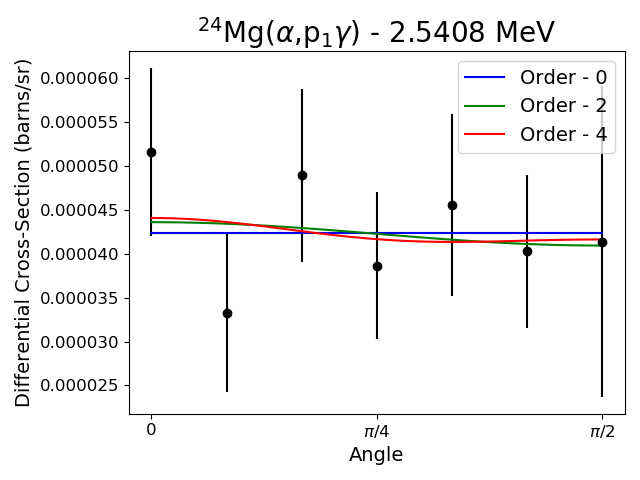 ²⁴Mg(α,p₁γ) - 2.5408 MeV
Differential Cross-Section (barns/sr)
0.000060
0.000055
0.000050
0.000045
0.000040
0.000035
0.000030
0.000025
Order - 0
Order - 2
Order - 4
0
π/4
π/2
Angle